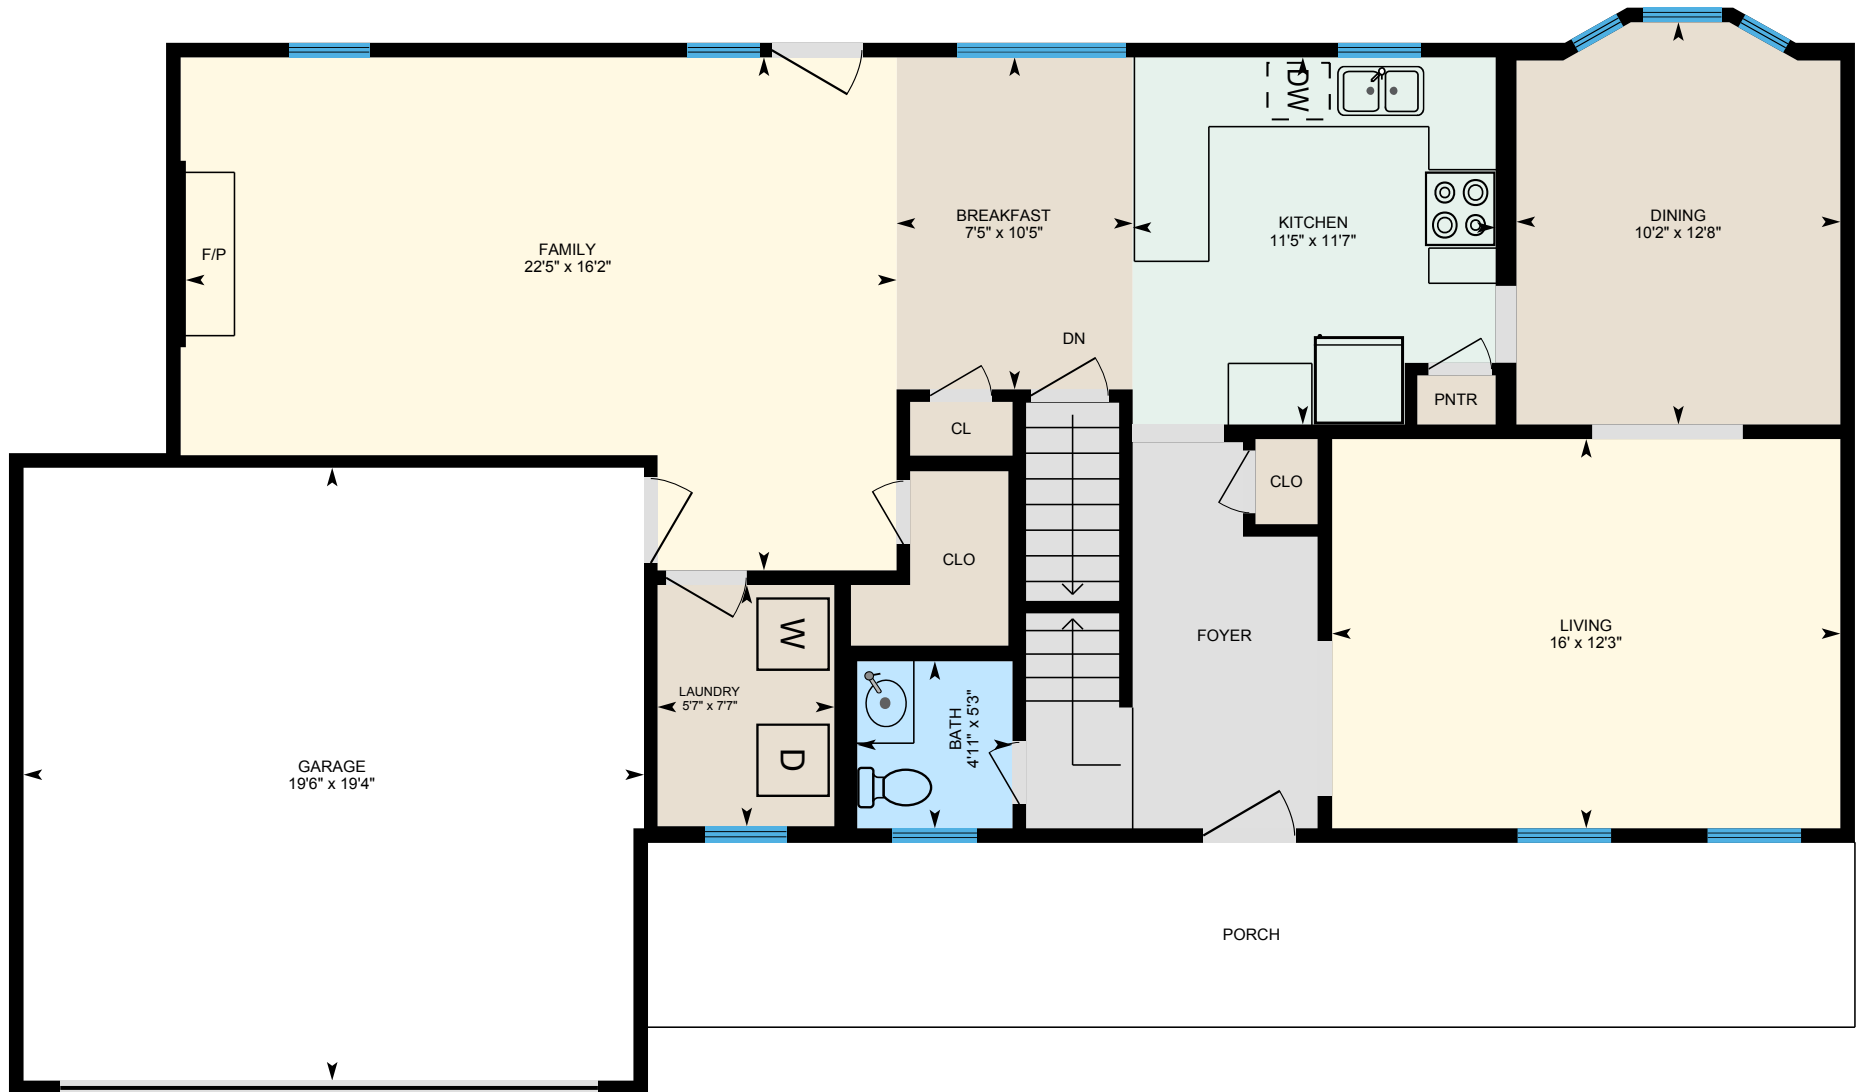 DW
BREAKFAST
7'5" x 10'5"
KITCHEN
11'5" x 11'7"
DINING
10'2" x 12'8"
F/P
FAMILY
22'5" x 16'2"
DN
PNTR
CL
CLO
CLO
W
LAUNDRY
5'7" x 7'7"
D
BATH
4'11" x 5'3"
FOYER
LIVING
16' x 12'3"
GARAGE
19'6" x 19'4"
PORCH